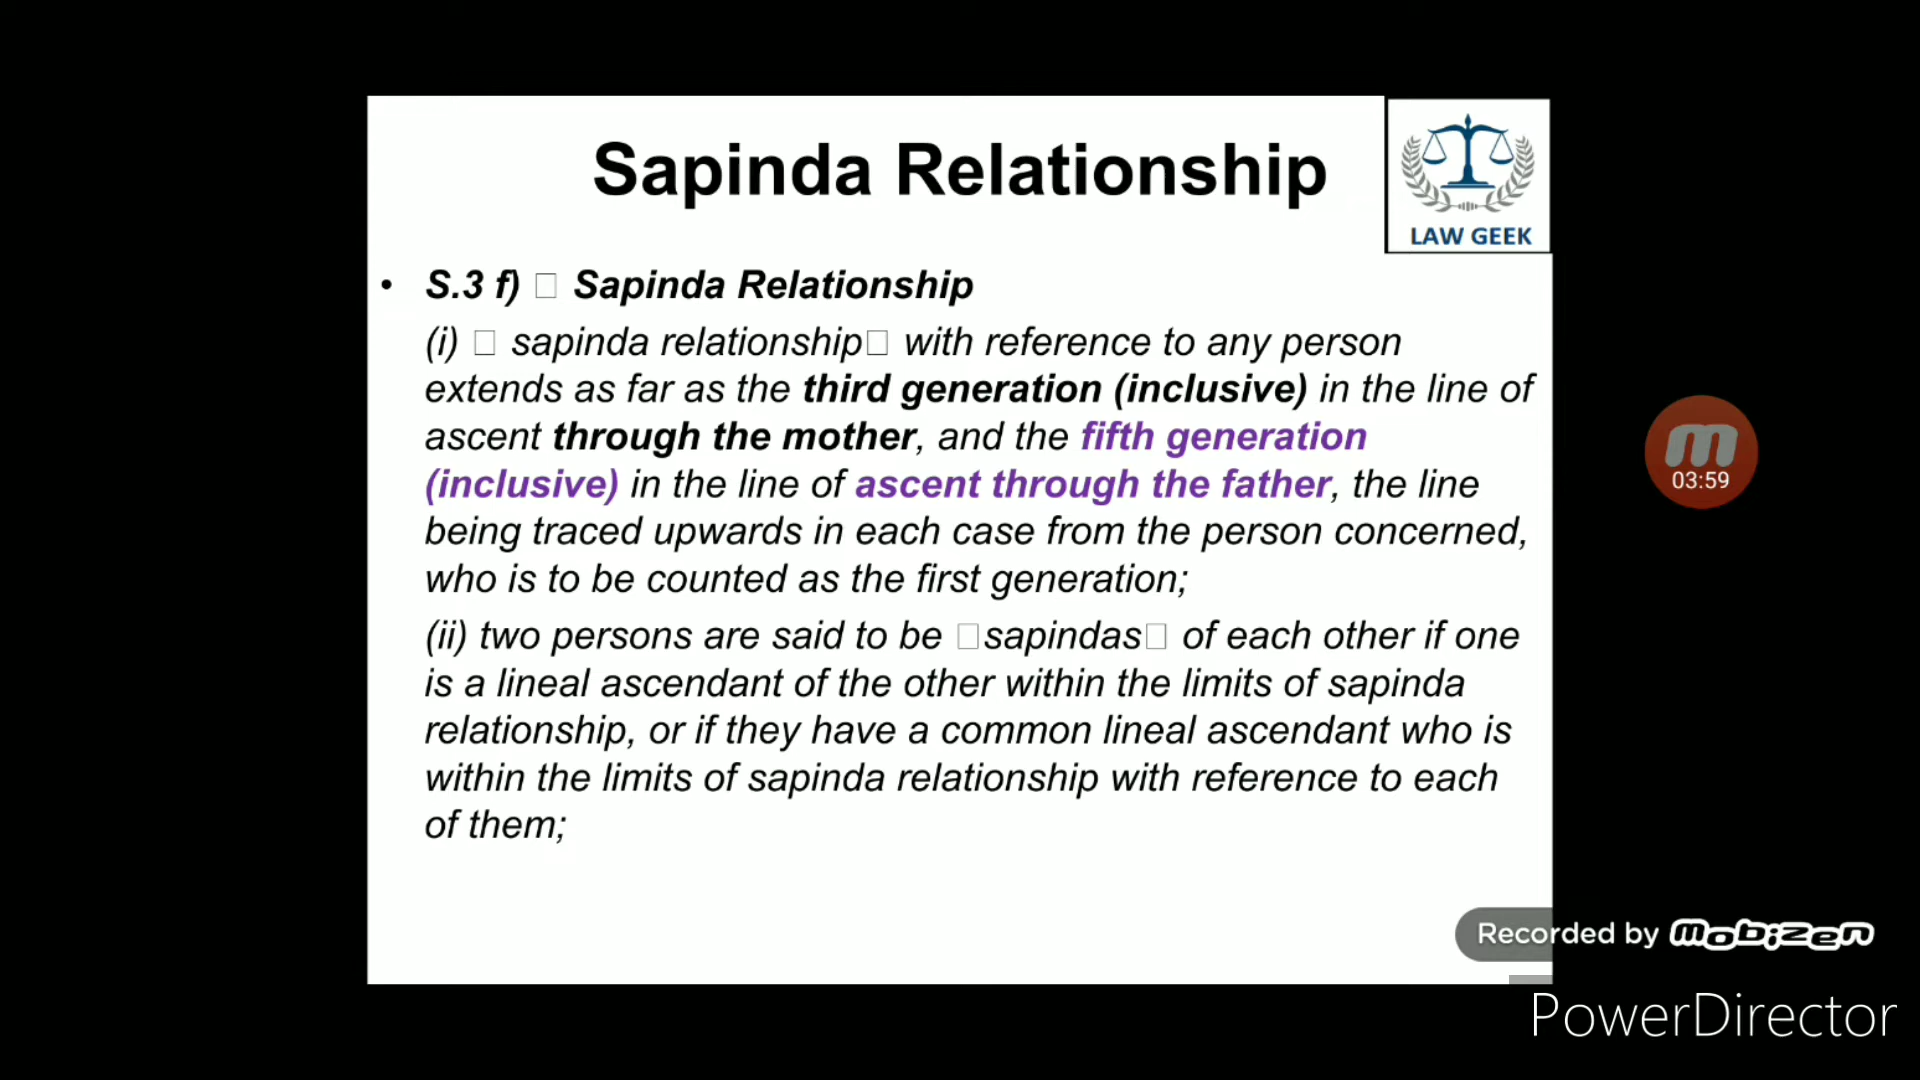 Sapinda Relationship
LAW GEEK
• S.3 f) □ Sapinda Relationship
(i) □ sapinda relationship□ with reference to any person
extends as far as the third generation (inclusive) in the line of
ascent through the mother, and the fifth generation
(inclusive) in the line of ascent through the father, the line
being traced upwards in each case from the person concerned,
who is to be counted as the first generation;
(ii) two persons are said to be □sapindas□ of each other if one
is a lineal ascendant of the other within the limits of sapinda
relationship, or if they have a common lineal ascendant who is
within the limits of sapinda relationship with reference to each
of them;
03:59
Recorded by mobizen
PowerDirector